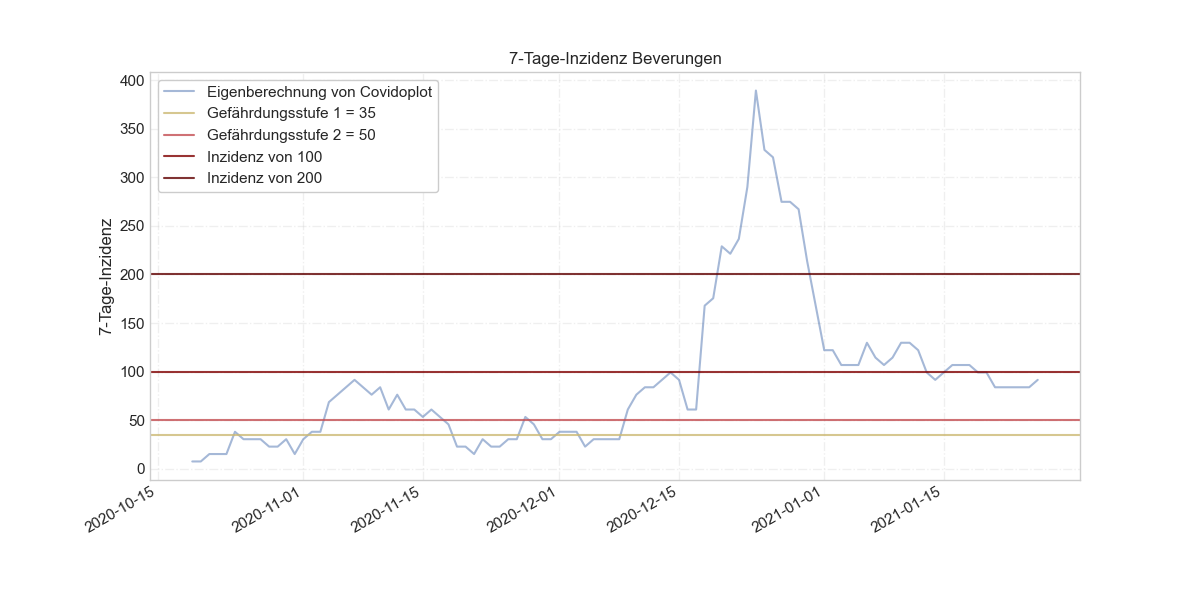 7-Tage-Inzidenz Beverungen
400
350
300
250
200
150
100
50
0
7-Tage-Inzidenz
Eigenberechnung von Covidoplot
Gefährdungsstufe 1 = 35
Gefährdungsstufe 2 = 50
Inzidenz von 100
Inzidenz von 200
2020-10-15
2020-11-01
2020-11-15
2020-12-01
2020-12-15
2021-01-01
2021-01-15